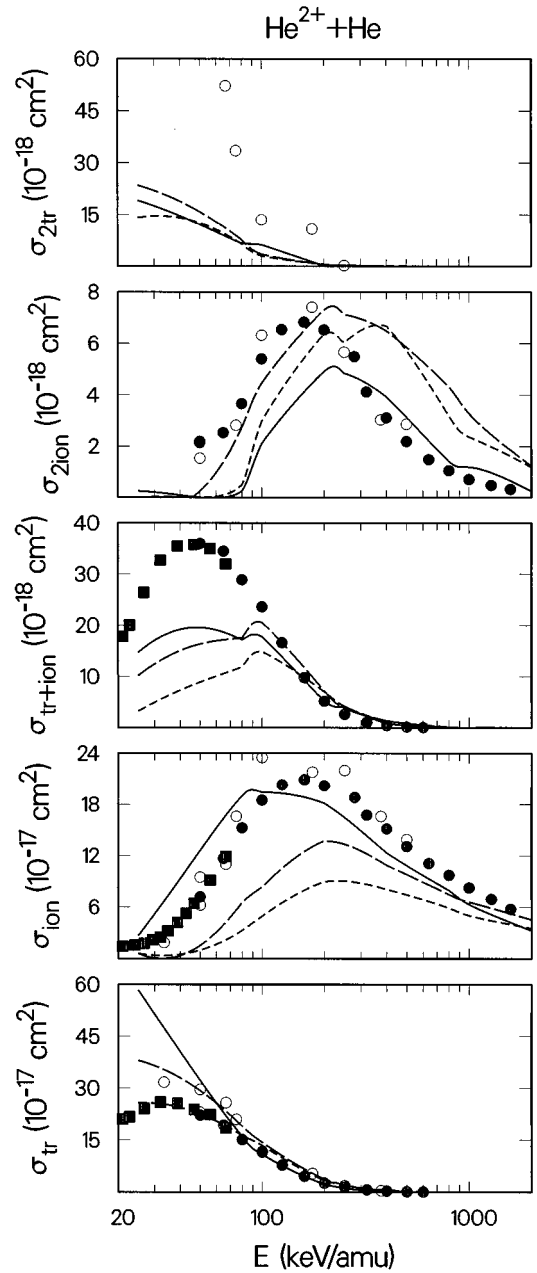 He²⁺+He
60
45
30
15
σ₂tr (10⁻¹⁸ cm²)
8
6
4
2
σ₂ion (10⁻¹⁸ cm²)
40
30
20
10
σtr+ion (10⁻¹⁸ cm²)
24
18
12
6
σion (10⁻¹⁷ cm²)
60
45
30
15
σtr (10⁻¹⁷ cm²)
20 100 1000
E (keV/amu)